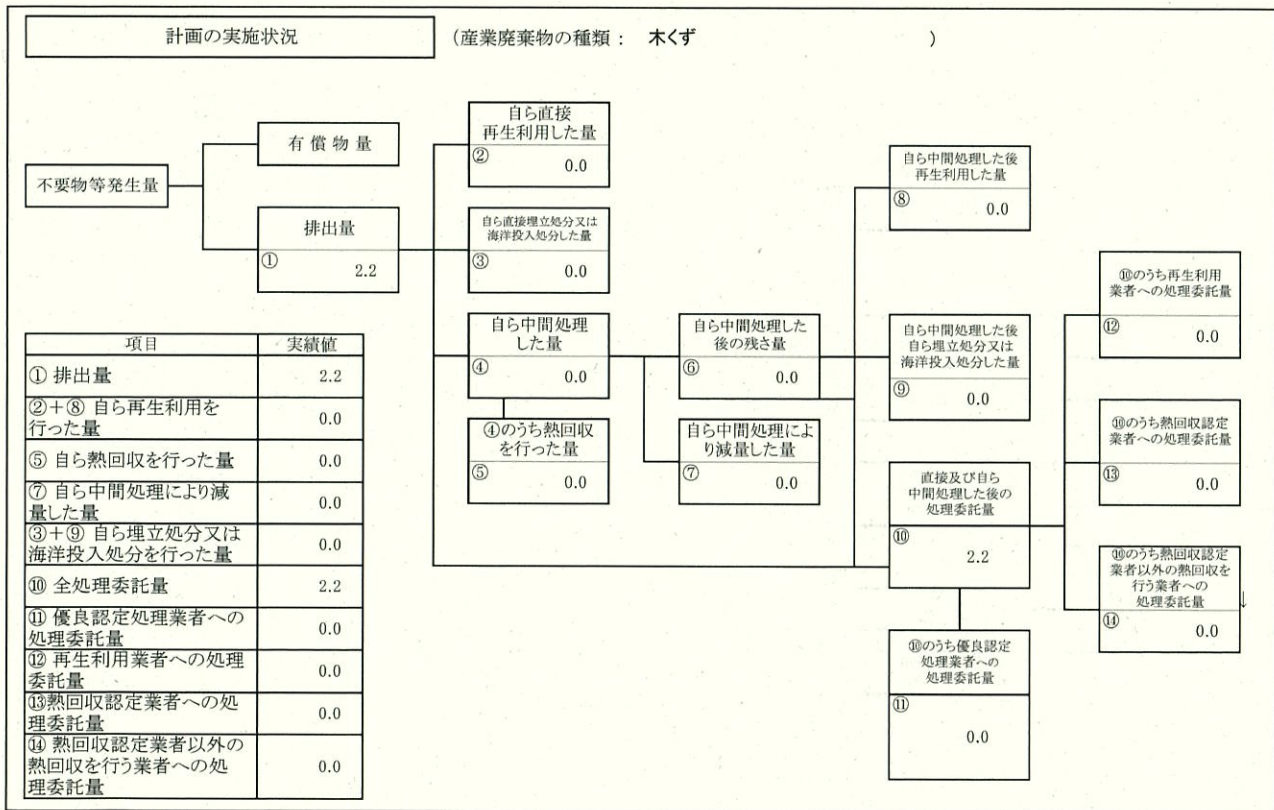 計画の実施状況
(産業廃棄物の種類： 木くず )
不要物等発生量
有 償 物 量
排出量
①
2.2
自ら直接
再生利用した量
②
0.0
自ら直接埋立処分又は
海洋投入処分した量
③
0.0
自ら中間処理
した量
④
0.0
④のうち熱回収
を行った量
⑤
0.0
自ら中間処理した
後の残さ量
⑥
0.0
自ら中間処理によ
り減量した量
⑦
0.0
自ら中間処理した後
再生利用した量
⑧
0.0
自ら中間処理した後
自ら埋立処分又は
海洋投入処分した量
⑨
0.0
直接及び自ら
中間処理した後の
処理委託量
⑩
2.2
⑩のうち優良認定
処理業者への
処理委託量
⑪
0.0
⑩のうち再生利用
業者への処理委託量
⑫
0.0
⑩のうち熱回収認定
業者への処理委託量
⑬
0.0
⑩のうち熱回収認定
業者以外の熱回収を
行う業者への
処理委託量
↓
⑭
0.0
項目 実績値
① 排出量 2.2
②＋⑧ 自ら再生利用を
行った量 0.0
⑤ 自ら熱回収を行った量 0.0
⑦ 自ら中間処理により減
量した量 0.0
③＋⑨ 自ら埋立処分又は
海洋投入処分を行った量 0.0
⑩ 全処理委託量 2.2
⑪ 優良認定処理業者への
処理委託量 0.0
⑫ 再生利用業者への処理
委託量 0.0
⑬熱回収認定業者への処
理委託量 0.0
⑭ 熱回収認定業者以外の
熱回収を行う業者への処
理委託量 0.0